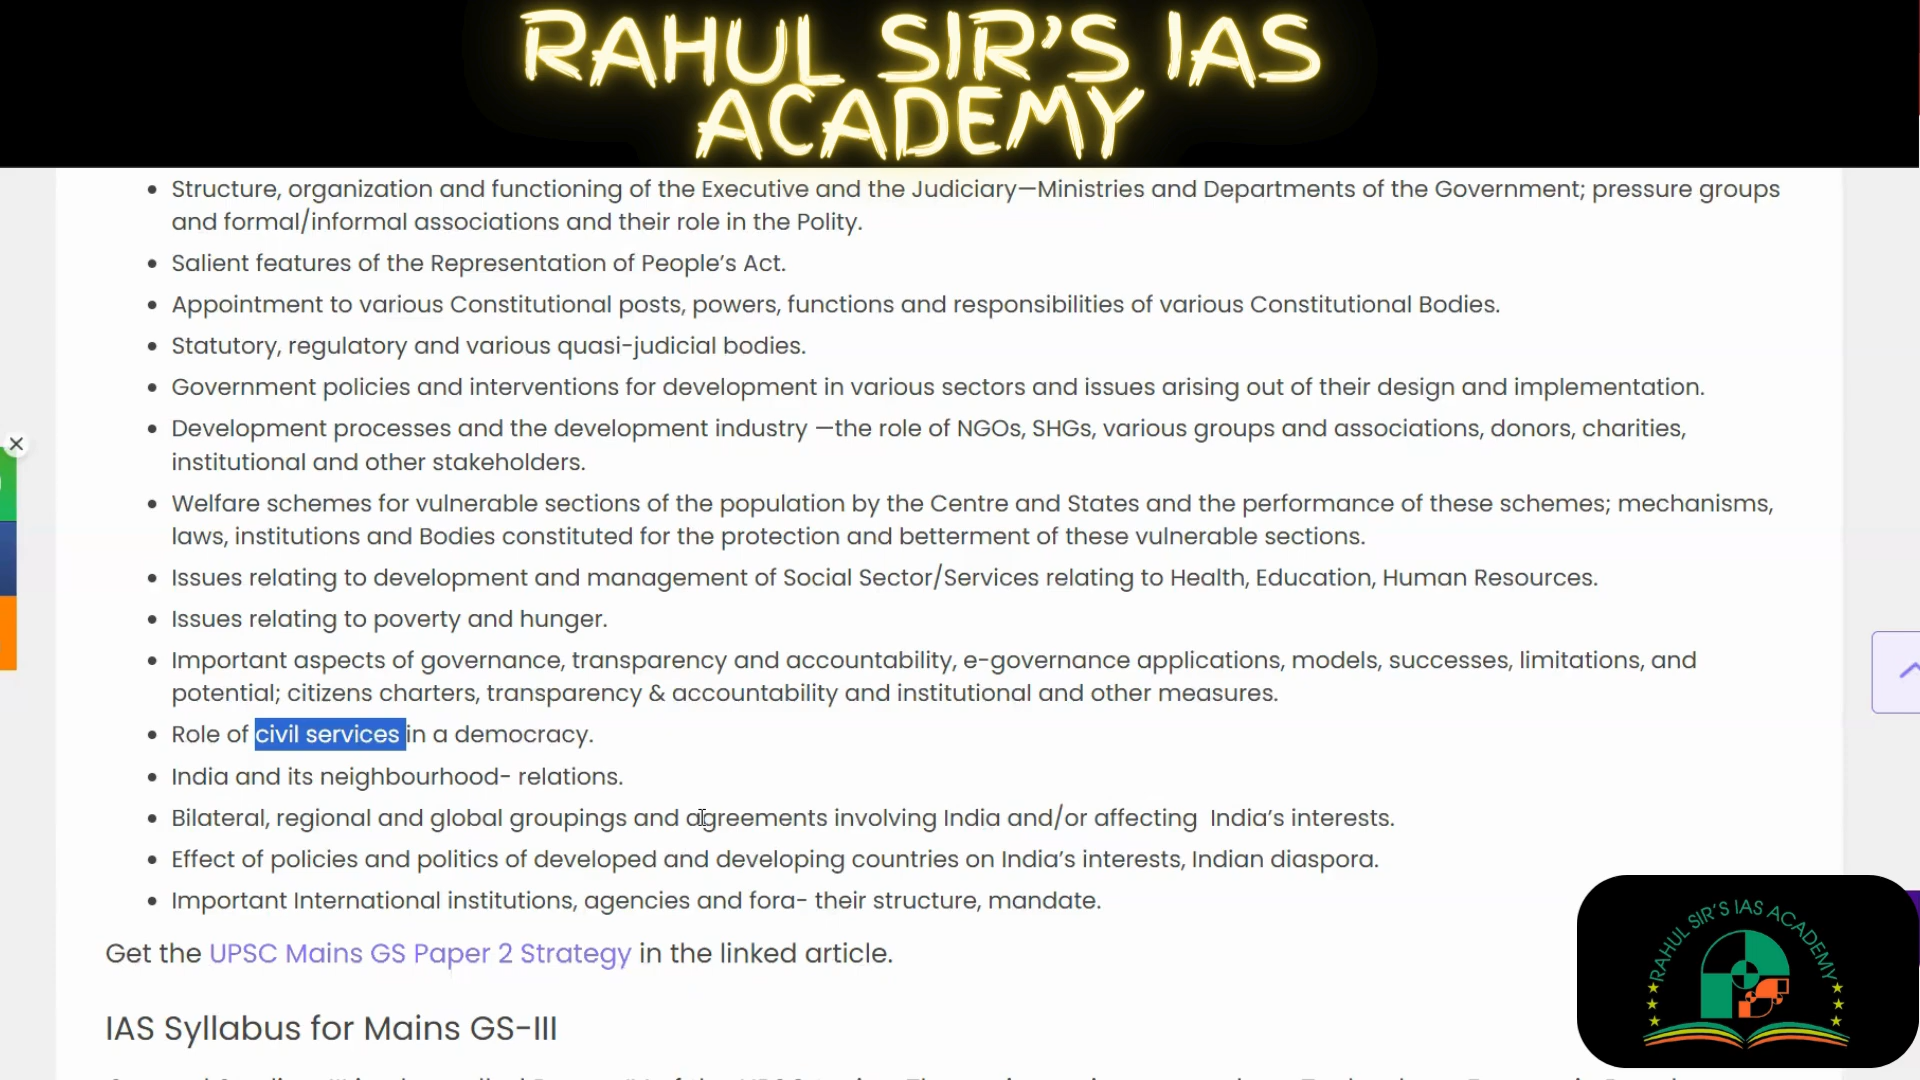 RAHUL SIR'S IAS
ACADEMY
• Structure, organization and functioning of the Executive and the Judiciary—Ministries and Departments of the Government; pressure groups
and formal/informal associations and their role in the Polity.
• Salient features of the Representation of People's Act.
• Appointment to various Constitutional posts, powers, functions and responsibilities of various Constitutional Bodies.
• Statutory, regulatory and various quasi-judicial bodies.
• Government policies and interventions for development in various sectors and issues arising out of their design and implementation.
• Development processes and the development industry —the role of NGOs, SHGs, various groups and associations, donors, charities,
institutional and other stakeholders.
• Welfare schemes for vulnerable sections of the population by the Centre and States and the performance of these schemes; mechanisms,
laws, institutions and Bodies constituted for the protection and betterment of these vulnerable sections.
• Issues relating to development and management of Social Sector/Services relating to Health, Education, Human Resources.
• Issues relating to poverty and hunger.
• Important aspects of governance, transparency and accountability, e-governance applications, models, successes, limitations, and
potential; citizens charters, transparency & accountability and institutional and other measures.
• Role of civil services in a democracy.
• India and its neighbourhood- relations.
• Bilateral, regional and global groupings and agreements involving India and/or affecting  India's interests.
• Effect of policies and politics of developed and developing countries on India's interests, Indian diaspora.
• Important International institutions, agencies and fora- their structure, mandate.
Get the UPSC Mains GS Paper 2 Strategy in the linked article.
IAS Syllabus for Mains GS-III
RAHUL SIR'S IAS ACADEMY